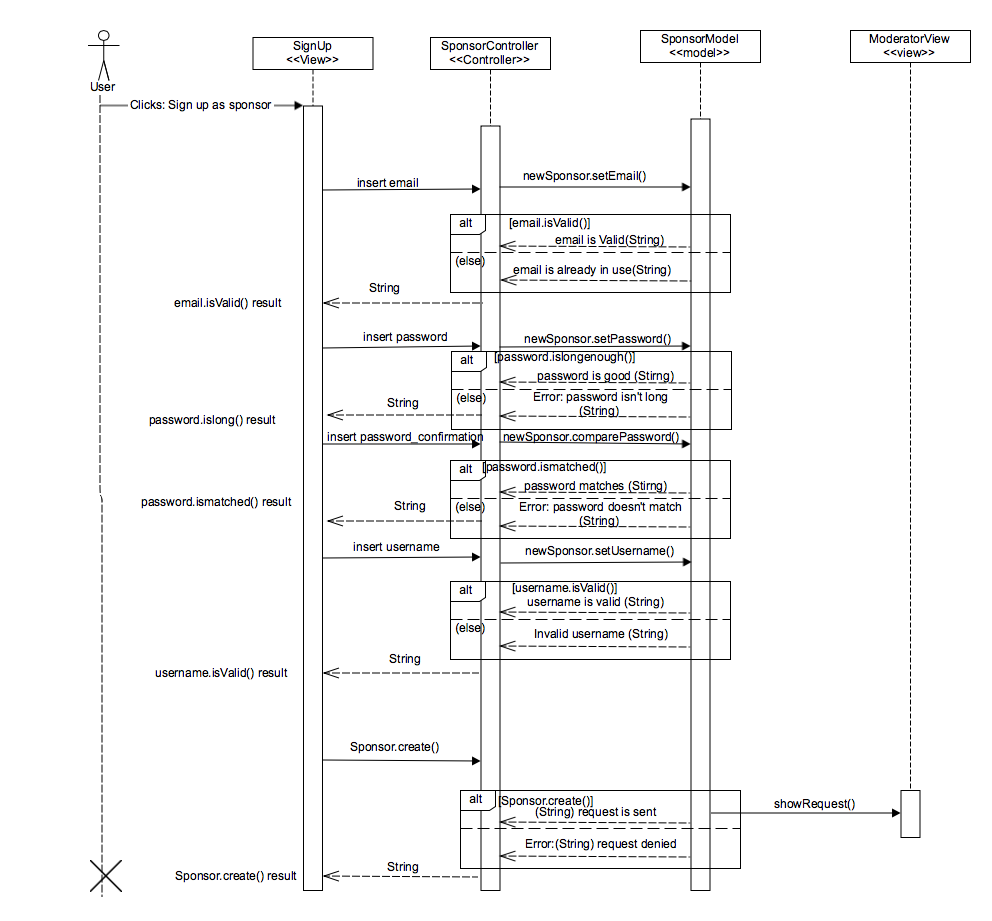 SignUp
<<View>>
SponsorController
<<Controller>>
SponsorModel
<<model>>
ModeratorView
<<view>>
User
Clicks: Sign up as sponsor
insert email
newSponsor.setEmail()
alt
[email.isValid()]
email is Valid(String)
(else)
email is already in use(String)
String
email.isValid() result
insert password
newSponsor.setPassword()
alt
[password.islongenough()]
password is good (Stirng)
(else)
Error: password isn't long
(String)
String
password.islong() result
insert password_confirmation
newSponsor.comparePassword()
alt
[password.ismatched()]
password matches (Stirng)
(else)
Error: password doesn't match
(String)
String
password.ismatched() result
insert username
newSponsor.setUsername()
alt
[username.isValid()]
username is valid (String)
(else)
Invalid username (String)
String
username.isValid() result
Sponsor.create()
alt
[Sponsor.create()]
(String) request is sent
showRequest()
Error:(String) request denied
String
Sponsor.create() result